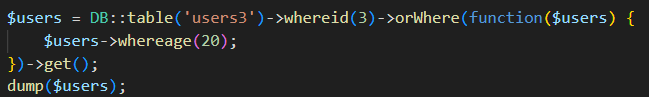 $users = DB::table('users3')->whereid(3)->orWhere(function($users) {
    $users->whereage(20);
})->get();
dump($users);